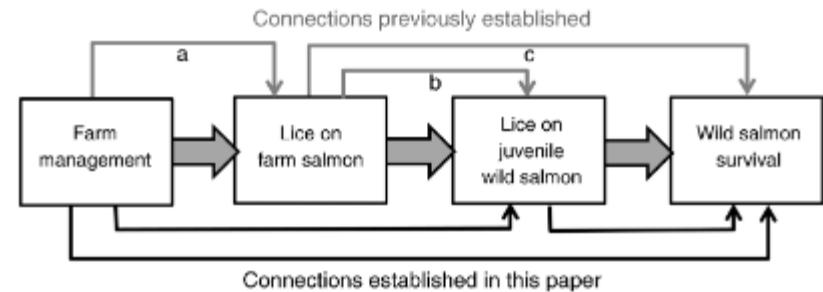 Connections previously established
a
c
b
Farm
management
Lice on
farm salmon
Lice on
juvenile
wild salmon
Wild salmon
survival
Connections established in this paper